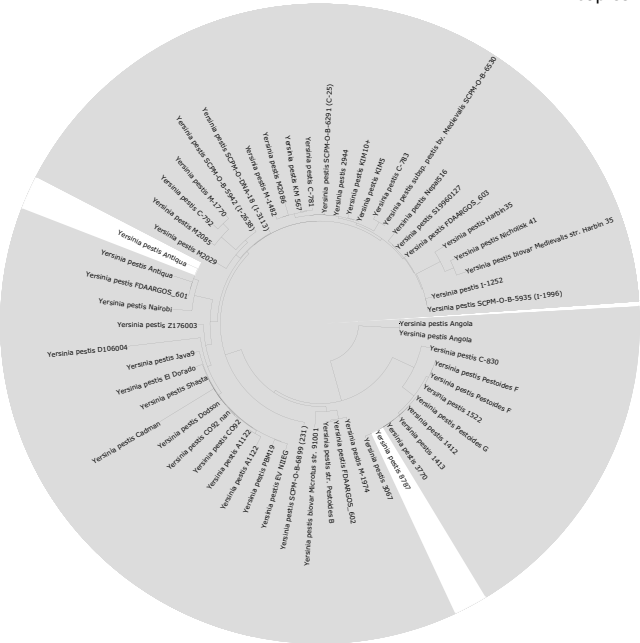 Yersinia pestis SCPM-O-B-6291 (C-25)
Yersinia pestis 2944
Yersinia pestis KIM10+
Yersinia pestis KIM5
Yersinia pestis C-783
Yersinia pestis subsp. pestis bv. Medievalis SCPM-O-B-6530
Yersinia pestis Nepal516
Yersinia pestis S19960127
Yersinia pestis FDAARGOS_603
Yersinia pestis Harbin35
Yersinia pestis Nicholisk 41
Yersinia pestis biovar Medievalis str. Harbin 35
Yersinia pestis I-1252
Yersinia pestis SCPM-O-B-5935 (I-1996)
Yersinia pestis Angola
Yersinia pestis Angola
Yersinia pestis C-830
Yersinia pestis Pestoides F
Yersinia pestis Pestoides F
Yersinia pestis 1522
Yersinia pestis Pestoides G
Yersinia pestis 1412
Yersinia pestis 1413
Yersinia pestis 3770
Yersinia pestis 8787
Yersinia pestis 3067
Yersinia pestis M-1974
Yersinia pestis FDAARGOS_602
Yersinia pestis str. Pestoides B
Yersinia pestis biovar Microtus str. 91001
Yersinia pestis SCPM-O-B-6899 (231)
Yersinia pestis EV NIIEG
Yersinia pestis PBM19
Yersinia pestis A1122
Yersinia pestis A1122
Yersinia pestis CO92
Yersinia pestis CO92 nan
Yersinia pestis Dodson
Yersinia pestis Cadman
Yersinia pestis Shasta
Yersinia pestis El Dorado
Yersinia pestis Java9
Yersinia pestis D106004
Yersinia pestis Z176003
Yersinia pestis Nairobi
Yersinia pestis FDAARGOS_601
Yersinia pestis Antiqua
Yersinia pestis Antiqua
Yersinia pestis M2029
Yersinia pestis M2085
Yersinia pestis C-792
Yersinia pestis M-1770
Yersinia pestis SCPM-O-B-5942 (I-2638)
Yersinia pestis SCPM-O-DNA-18 (I-3113)
Yersinia pestis M-1482
Yersinia pestis M2086
Yersinia pestis KM 567
Yersinia pestis C-781